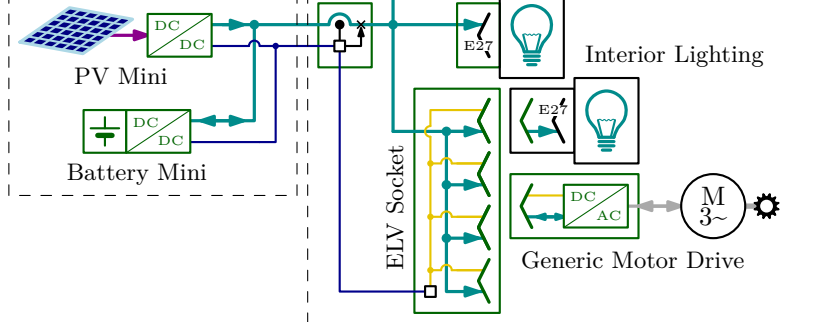 DC
DC
PV Mini
DC
DC
Battery Mini
E27
Interior Lighting
E27
ELV Socket
DC
AC
M
3~
Generic Motor Drive